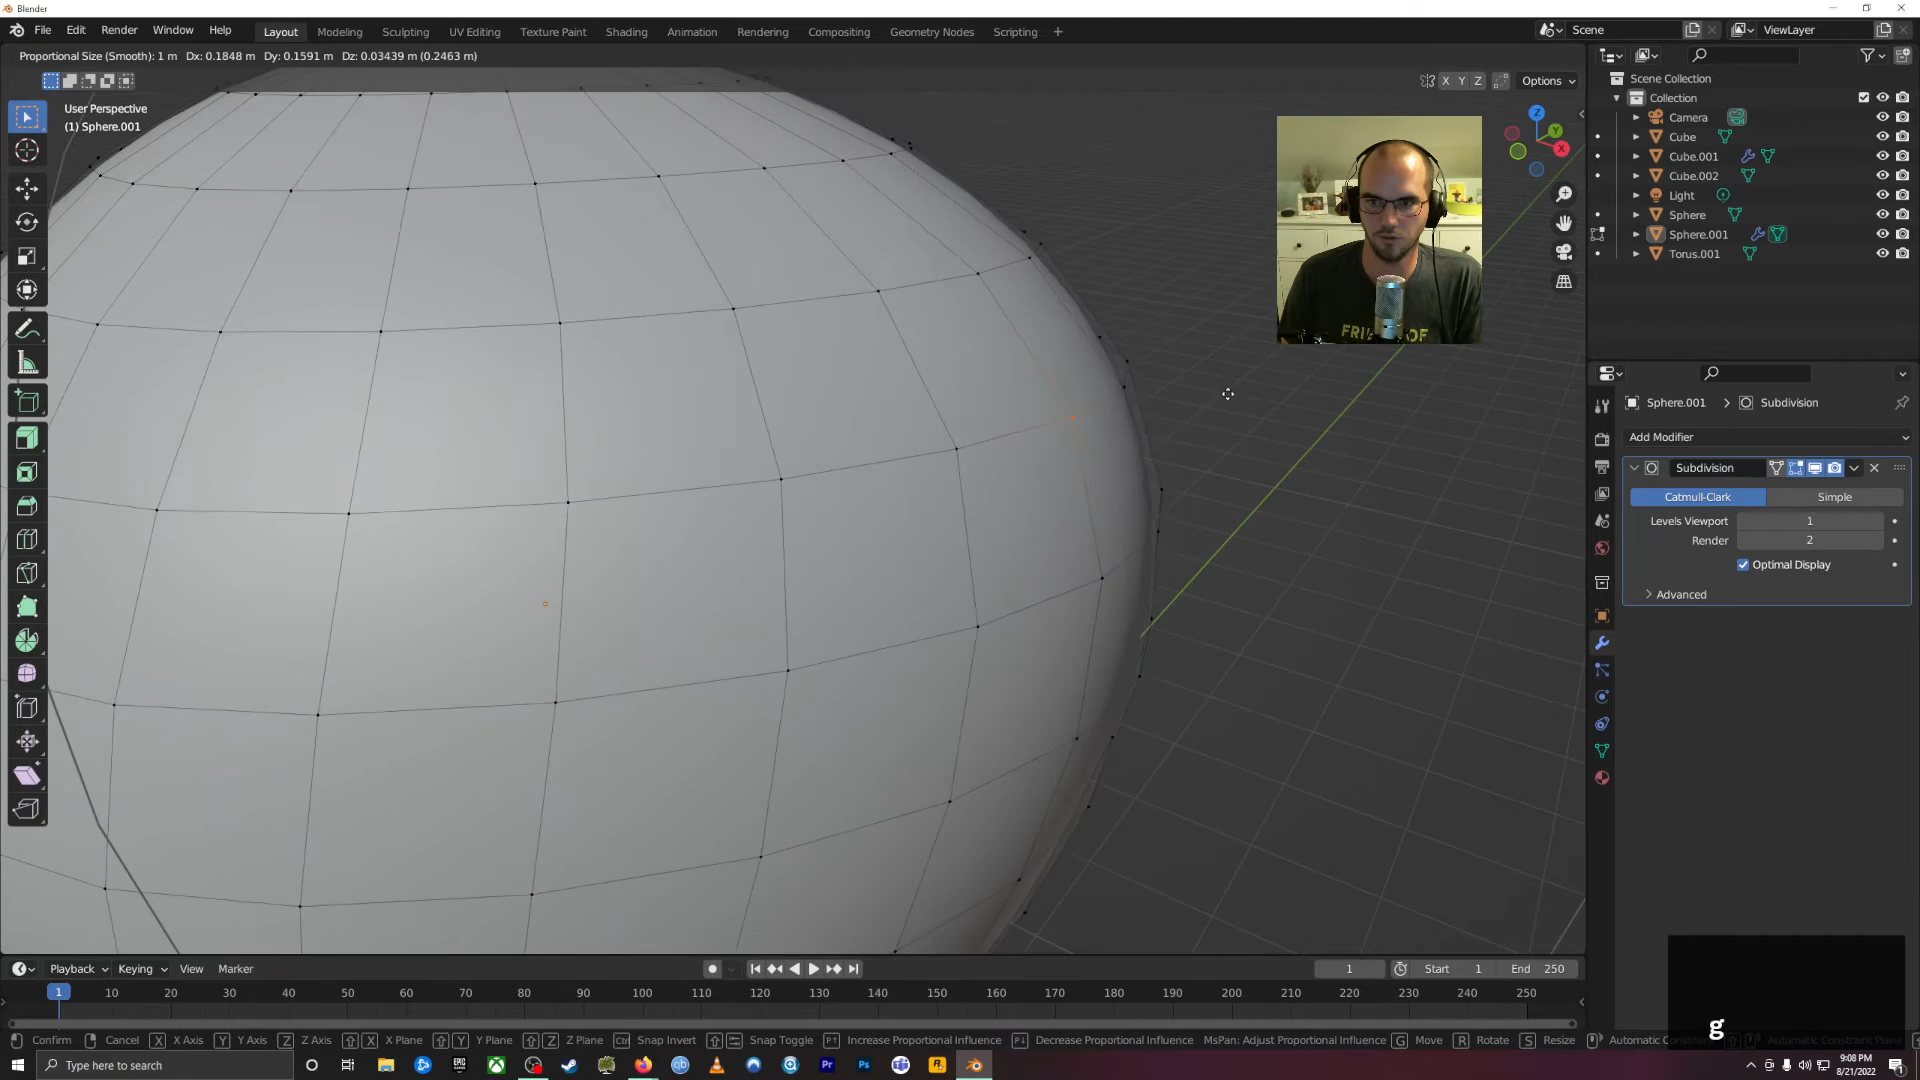 Blender
File Edit Render Window Help
Layout Modeling Sculpting UV Editing Texture Paint Shading Animation Rendering Compositing Geometry Nodes Scripting +
Scene
ViewLayer
Proportional Size (Smooth): 1 m Dx: 0.1848 m Dy: 0.1591 m Dz: 0.03439 m (0.2463 m)
X Y Z
Options
User Perspective
(1) Sphere.001
Z
Y
X
Scene Collection
Collection
Camera
Cube
Cube.001
Cube.002
Light
Sphere
Sphere.001
Torus.001
Sphere.001 > Subdivision
Add Modifier
Subdivision
Catmull-Clark Simple
Levels Viewport 1
Render 2
Optimal Display
Advanced
Playback Keying View Marker
1 Start 1 End 250
1 10 20 30 40 50 60 70 80 90 100 110 120 130 140 150 160 170 180 190 200 210 220 230 240 250
g
Confirm Cancel X X Axis Y Y Axis Z Z Axis X X Plane Y Y Plane Z Z Plane Ctrl Snap Invert Snap Toggle Increase Proportional Influence Decrease Proportional Influence MsPan: Adjust Proportional Influence G Move R Rotate S Resize
Type here to search
Pr
Ps
9:08 PM
8/21/2022